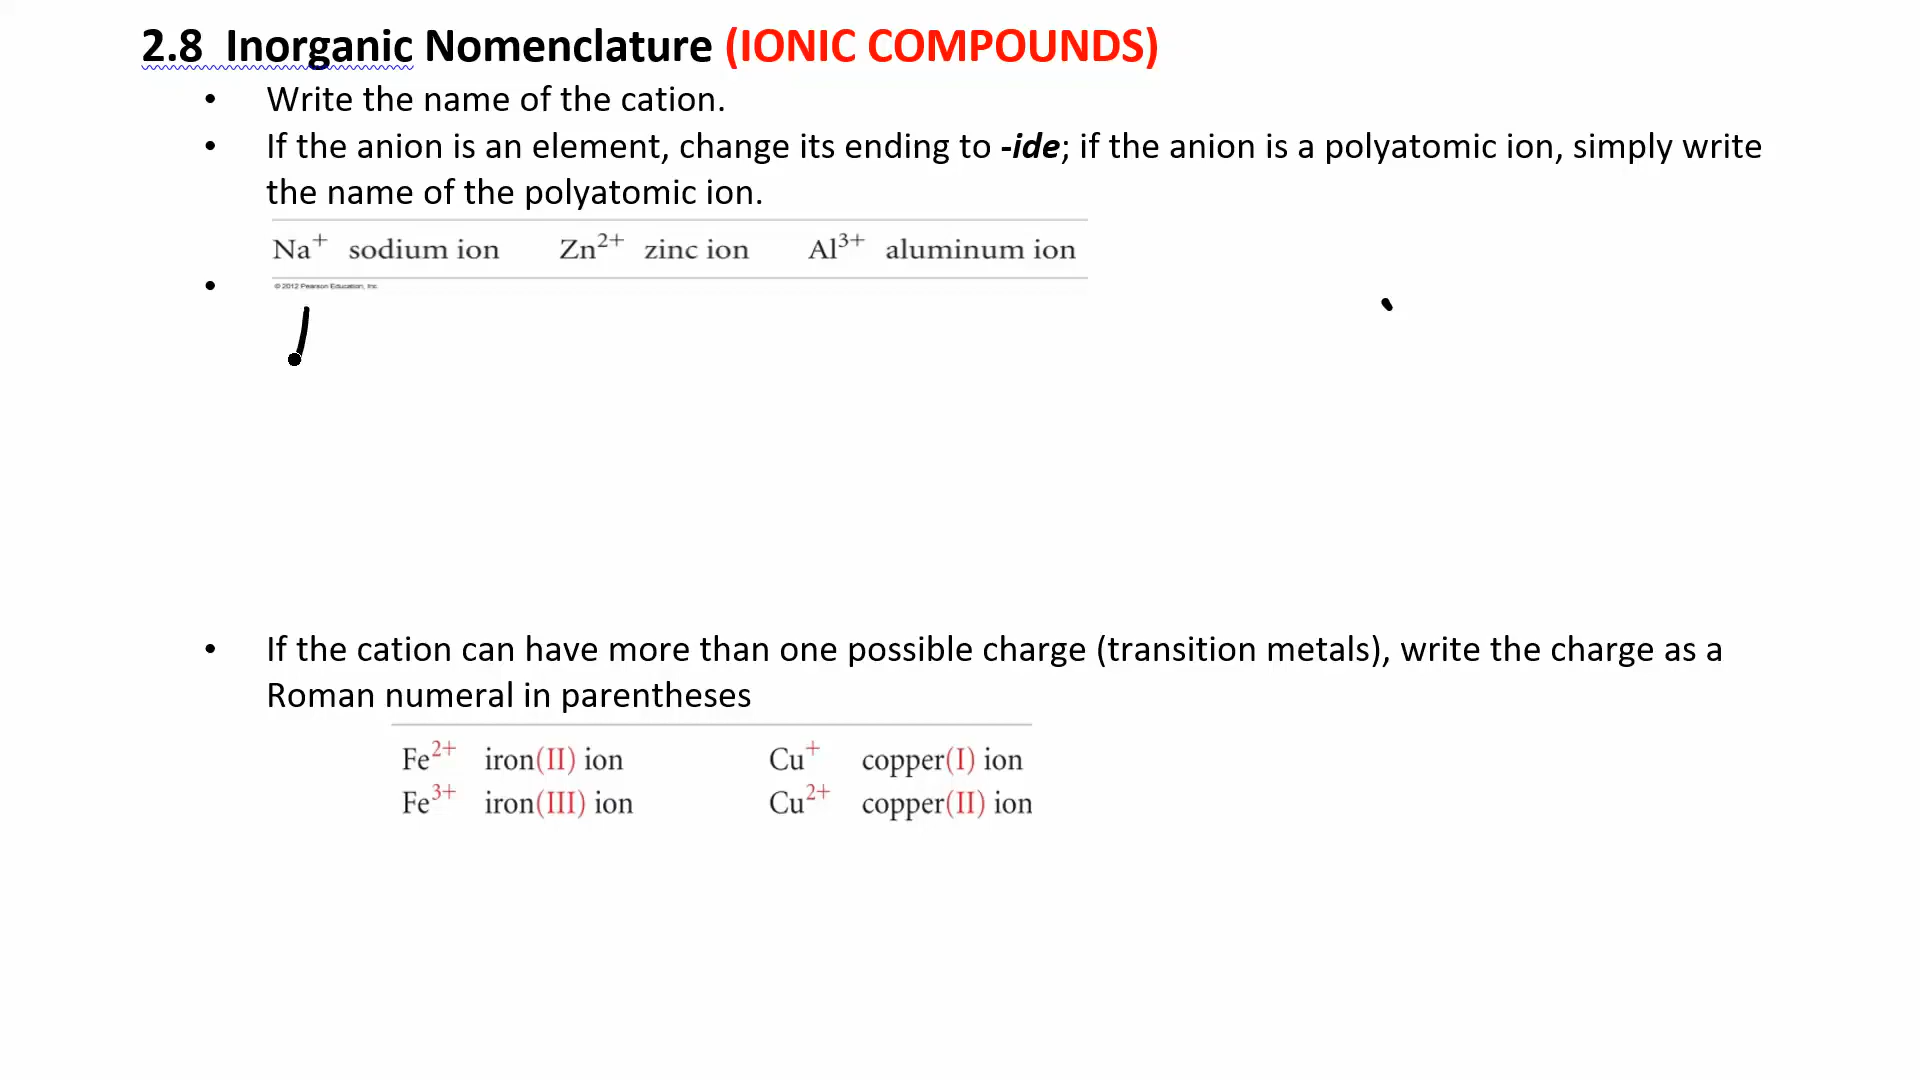 2.8 Inorganic Nomenclature (IONIC COMPOUNDS)
• Write the name of the cation.
• If the anion is an element, change its ending to -ide; if the anion is a polyatomic ion, simply write
the name of the polyatomic ion.
Na⁺ sodium ion Zn²⁺ zinc ion Al³⁺ aluminum ion
• © 2012 Pearson Education, Inc.
• If the cation can have more than one possible charge (transition metals), write the charge as a
Roman numeral in parentheses
Fe²⁺ iron(II) ion Cu⁺ copper(I) ion
Fe³⁺ iron(III) ion Cu²⁺ copper(II) ion